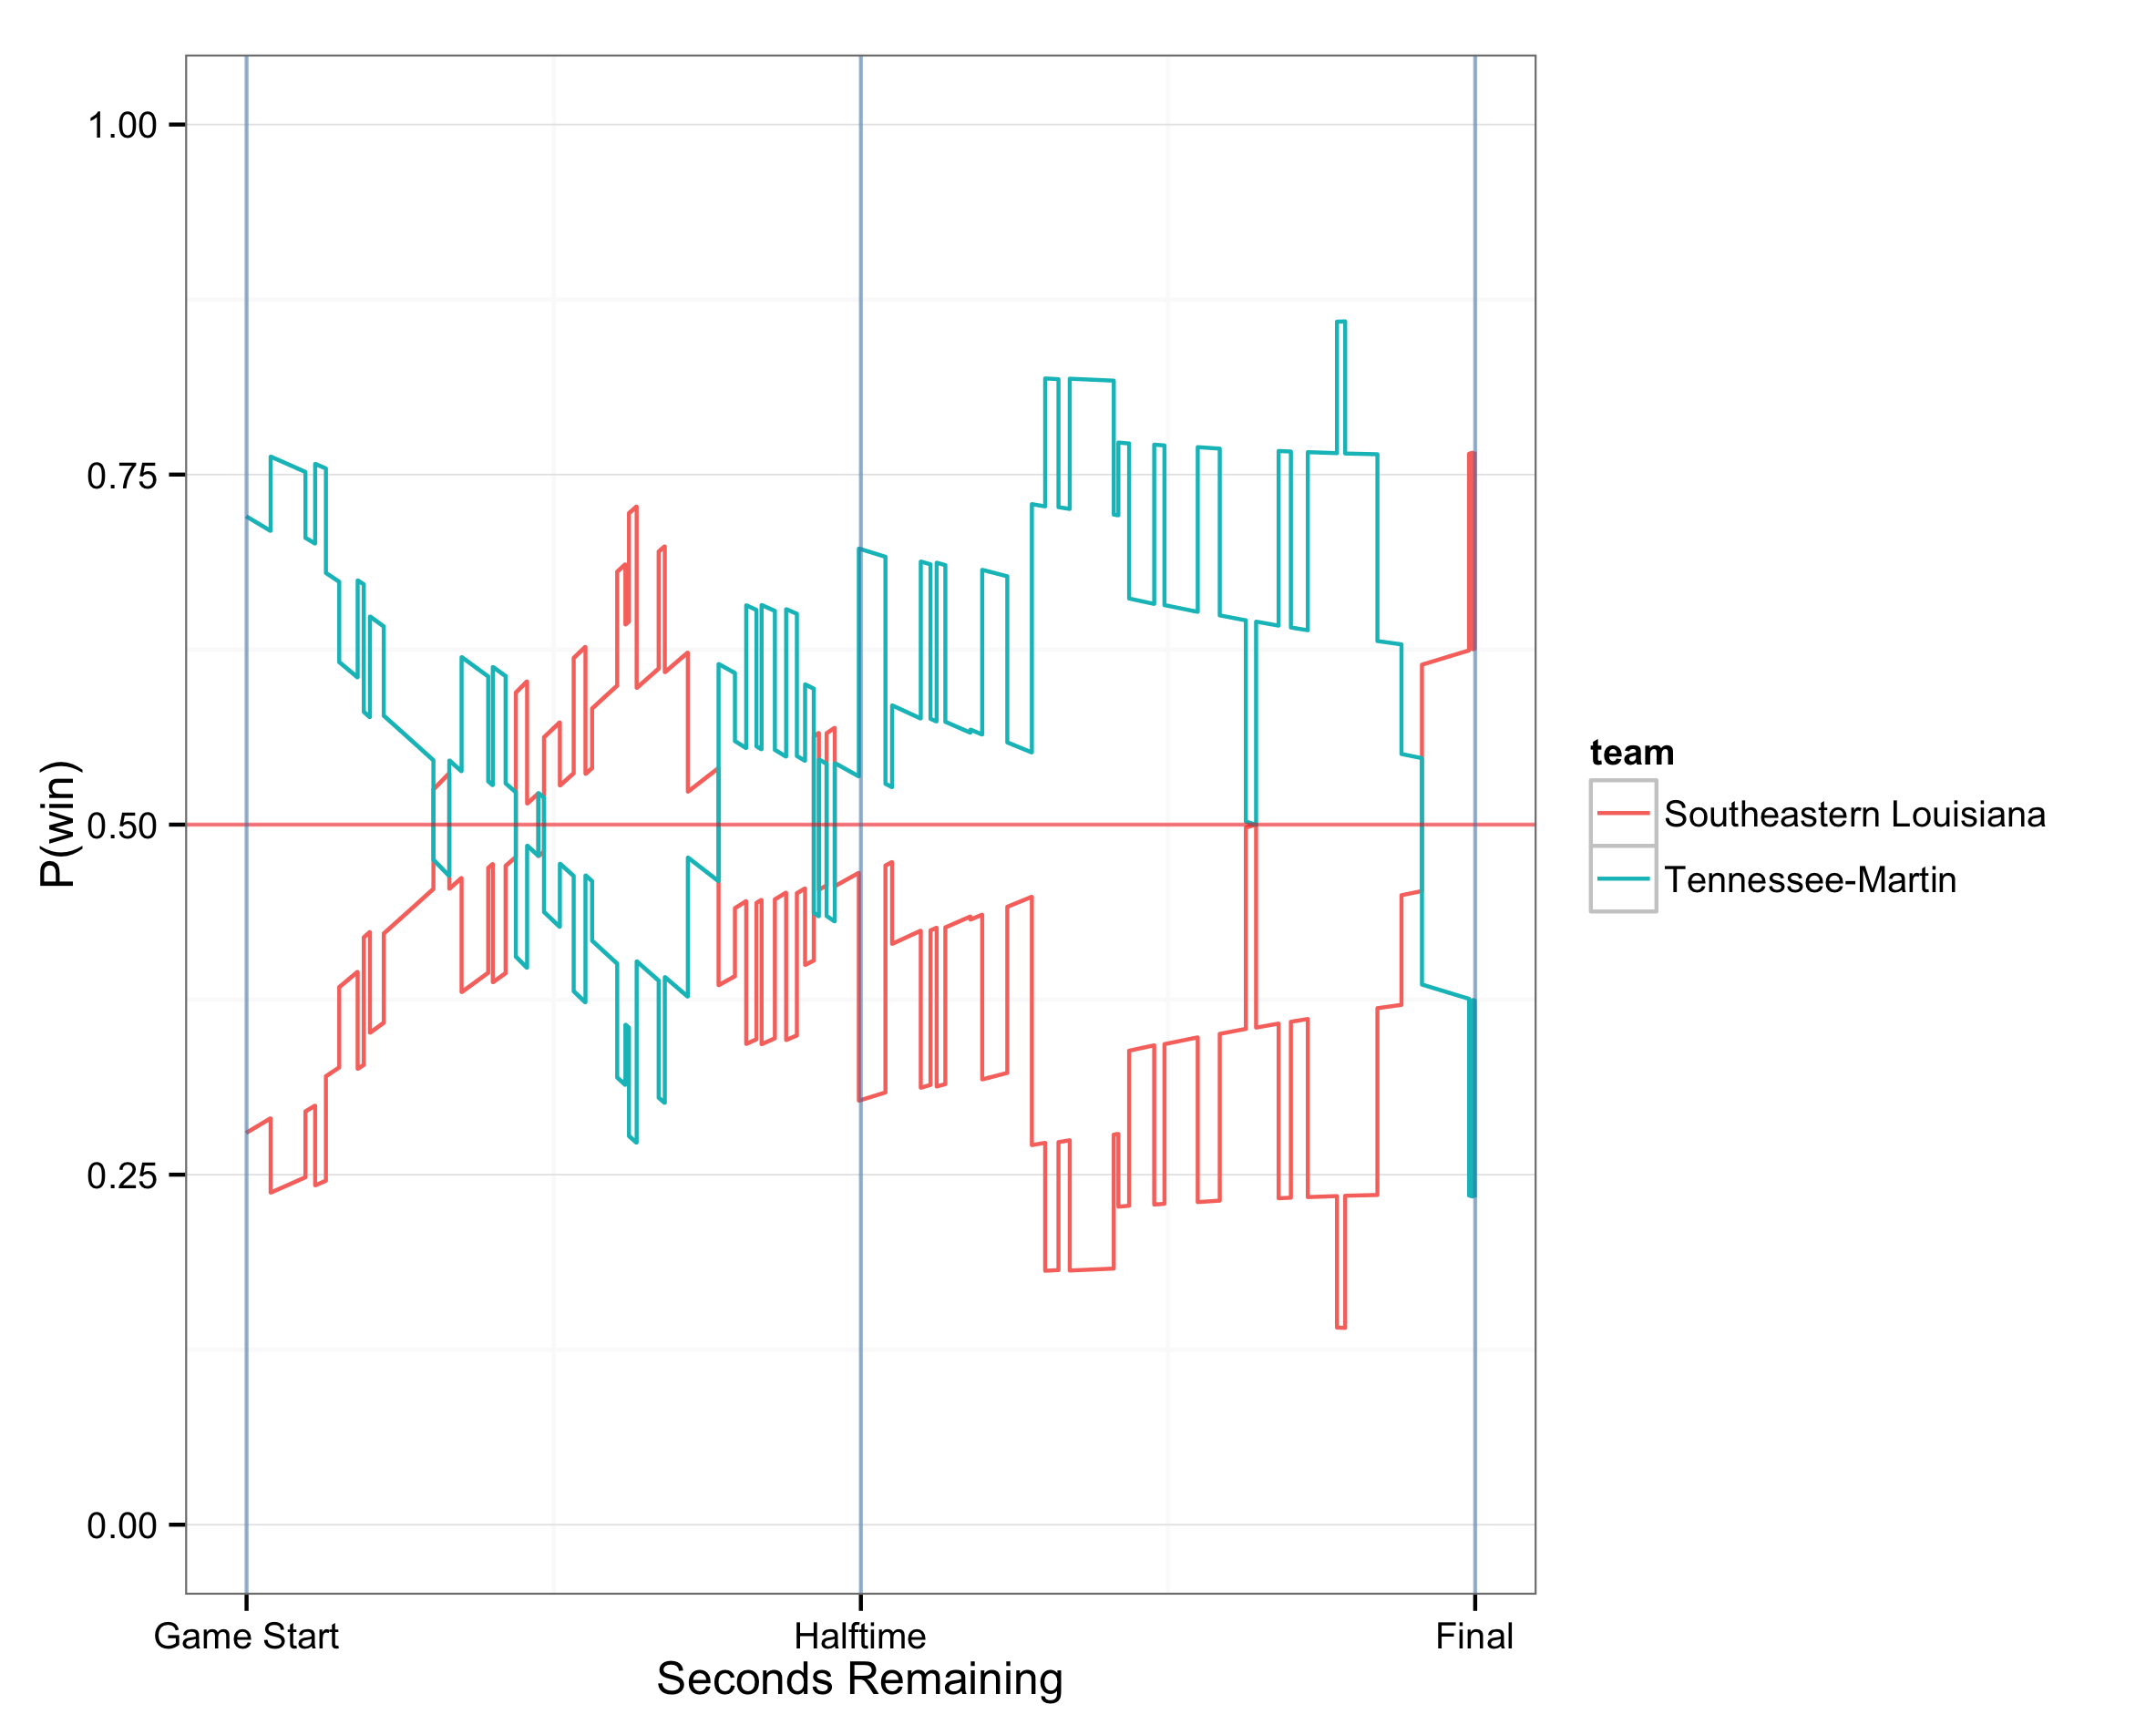 1.00
0.75
0.50
0.25
0.00
P(win)
Game Start
Halftime
Final
Seconds Remaining
team
Southeastern Louisiana
Tennessee-Martin